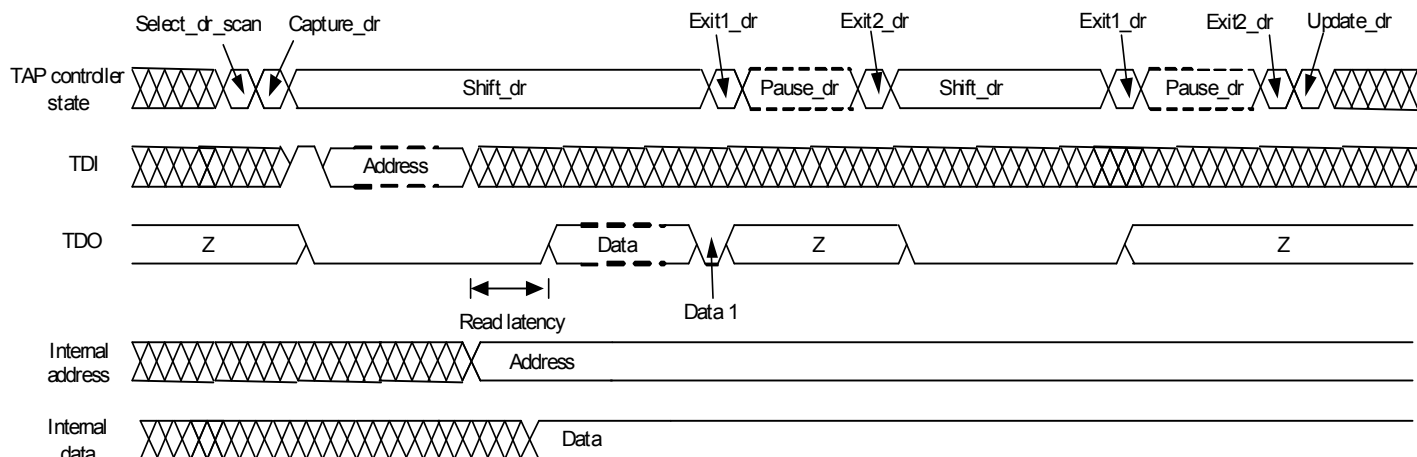 Select_dr_scan Capture_dr Exit1_dr Exit2_dr Exit1_dr Exit2_dr Update_dr
TAP controller
state
Shift_dr Pause_dr Shift_dr Pause_dr
TDI
Address
TDO
Z Data Z Z
Read latency
Data 1
Internal
address
Address
Internal
data
Data